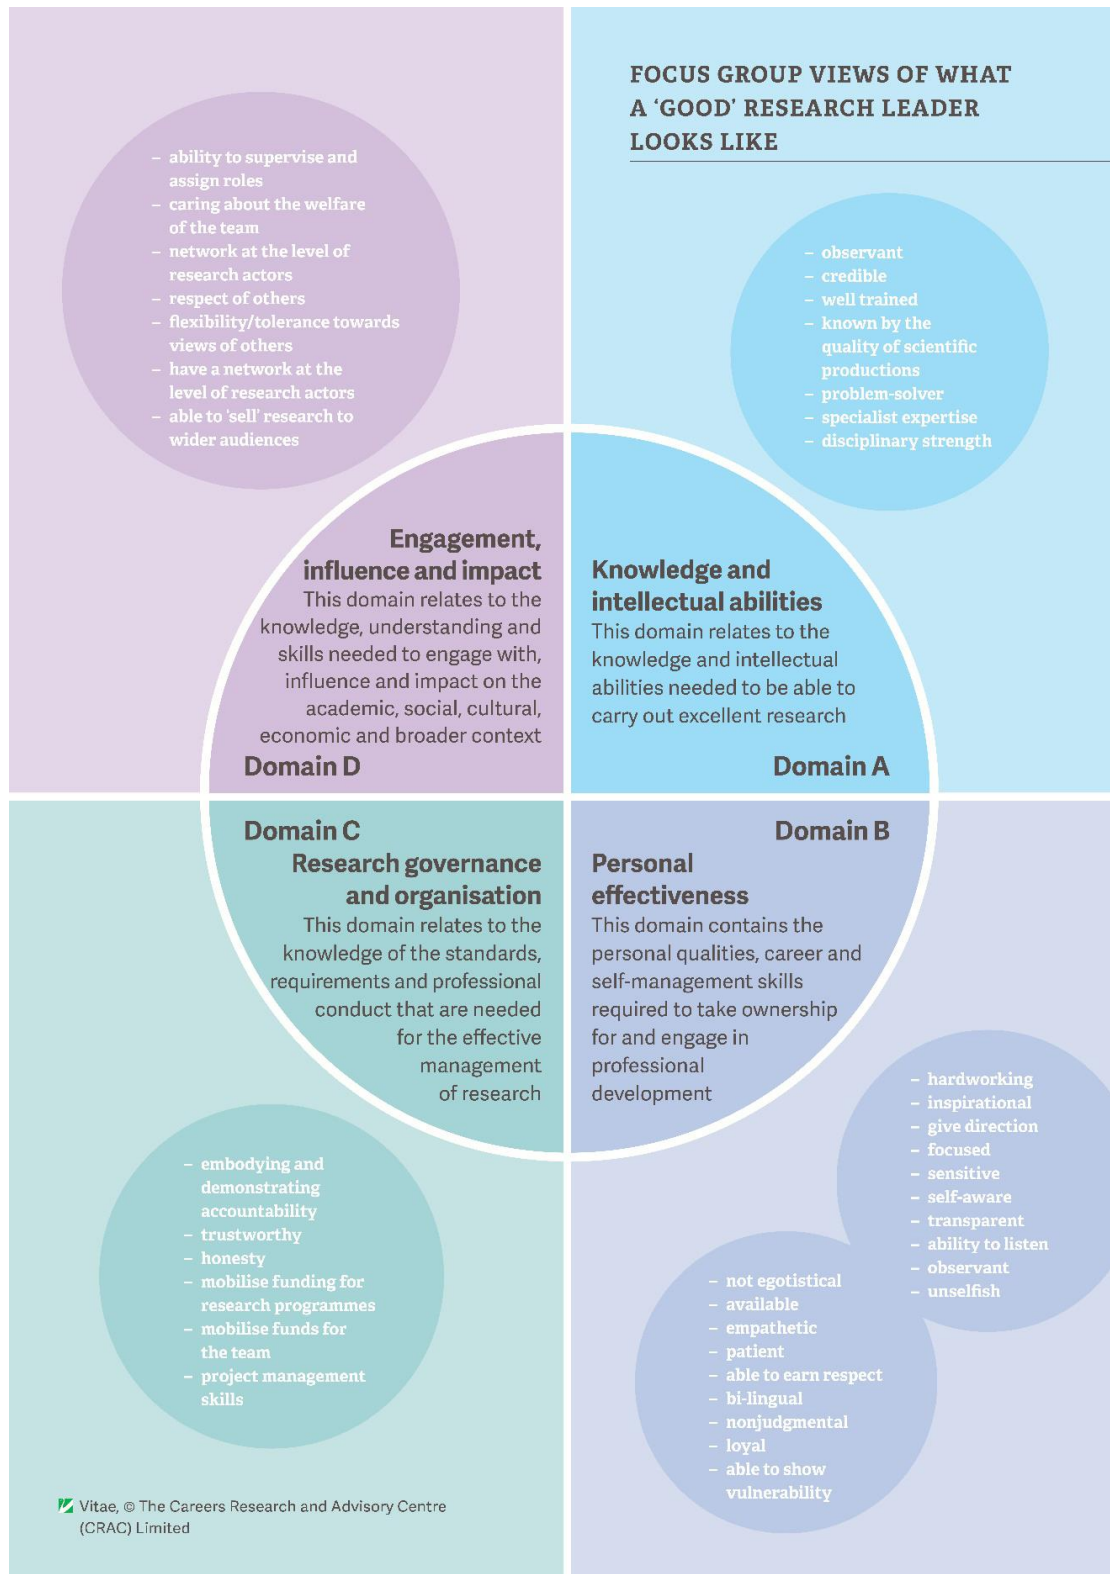 FOCUS GROUP VIEWS OF WHAT
A ‘GOOD’ RESEARCH LEADER
LOOKS LIKE
– ability to supervise and
assign roles
– caring about the welfare
of the team
– network at the level of
research actors
– respect of others
– flexibility/tolerance towards
views of others
– have a network at the
level of research actors
– able to ‘sell’ research to
wider audiences
– observant
– credible
– well trained
– known by the
quality of scientific
productions
– problem-solver
– specialist expertise
– disciplinary strength
Engagement,
influence and impact
This domain relates to the
knowledge, understanding and
skills needed to engage with,
influence and impact on the
academic, social, cultural,
economic and broader context
Domain D
Knowledge and
intellectual abilities
This domain relates to the
knowledge and intellectual
abilities needed to be able to
carry out excellent research
Domain A
Domain C
Research governance
and organisation
This domain relates to the
knowledge of the standards,
requirements and professional
conduct that are needed
for the effective
management
of research
Domain B
Personal
effectiveness
This domain contains the
personal qualities, career and
self-management skills
required to take ownership
for and engage in
professional
development
– embodying and
demonstrating
accountability
– trustworthy
– honesty
– mobilise funding for
research programmes
– mobilise funds for
the team
– project management
skills
– hardworking
– inspirational
– give direction
– focused
– sensitive
– self-aware
– transparent
– ability to listen
– observant
– unselfish
– not egotistical
– available
– empathetic
– patient
– able to earn respect
– bi-lingual
– nonjudgmental
– loyal
– able to show
vulnerability
Vitae, © The Careers Research and Advisory Centre
(CRAC) Limited